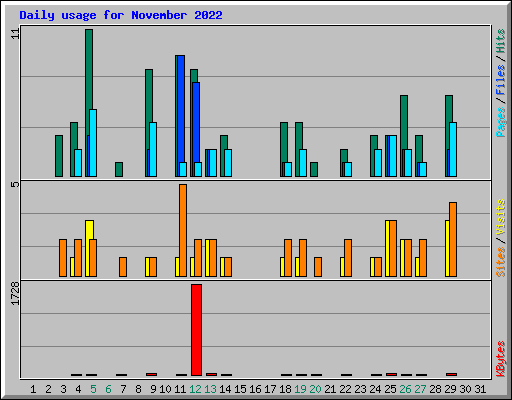 Daily usage for November 2022
11
5
1728
Pages / Files / Hits
Sites / Visits
KBytes
1 2 3 4 5 6 7 8 9 10 11 12 13 14 15 16 17 18 19 20 21 22 23 24 25 26 27 28 29 30 31